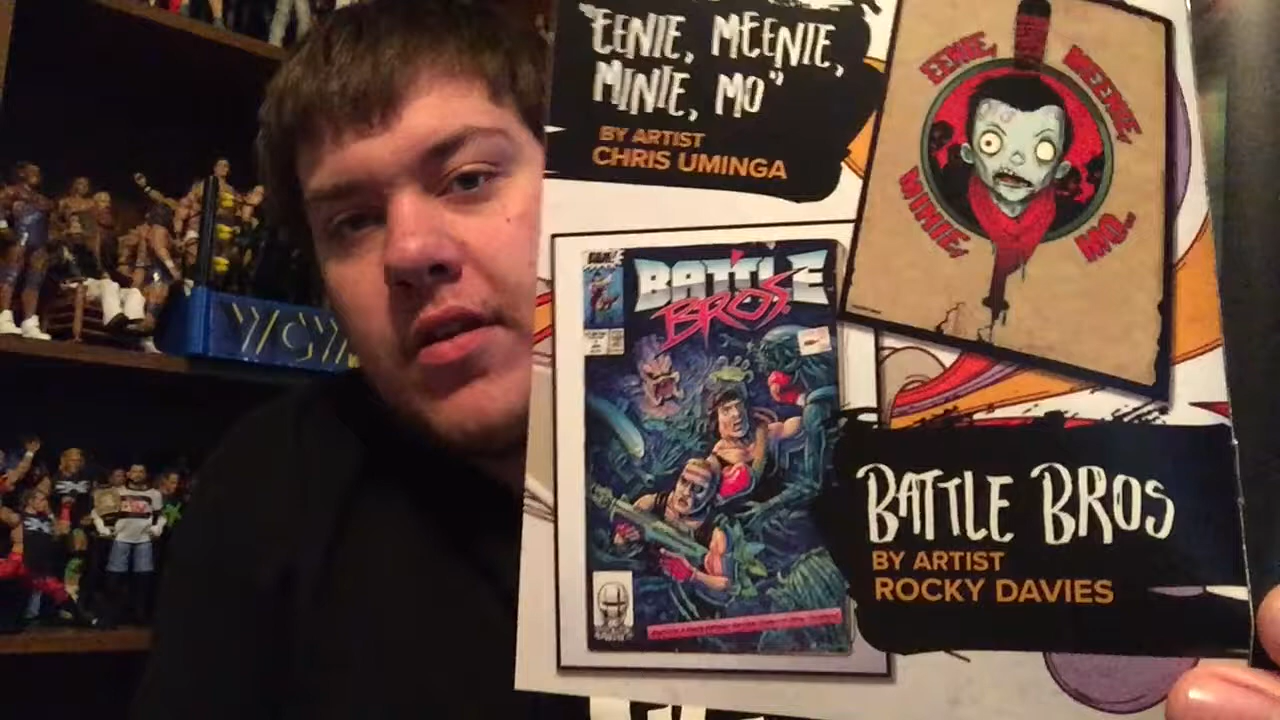 "EENIE, MEENIE,
MINIE, MO"
BY ARTIST
CHRIS UMINGA
EENIE,
MEENIE,
MINIE,
MO..
BATTLE
BROS.
BATTLE BROS
BY ARTIST
ROCKY DAVIES